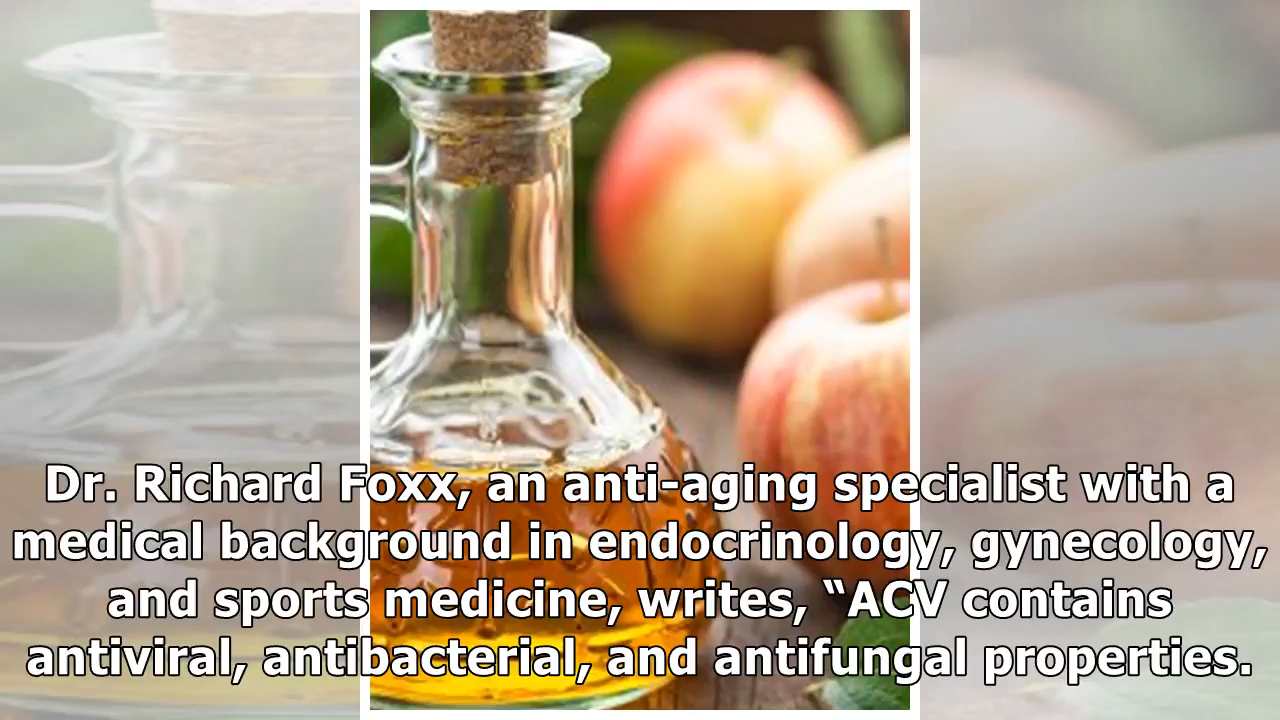 Dr. Richard Foxx, an anti-aging specialist with a
medical background in endocrinology, gynecology,
and sports medicine, writes, “ACV contains
antiviral, antibacterial, and antifungal properties.